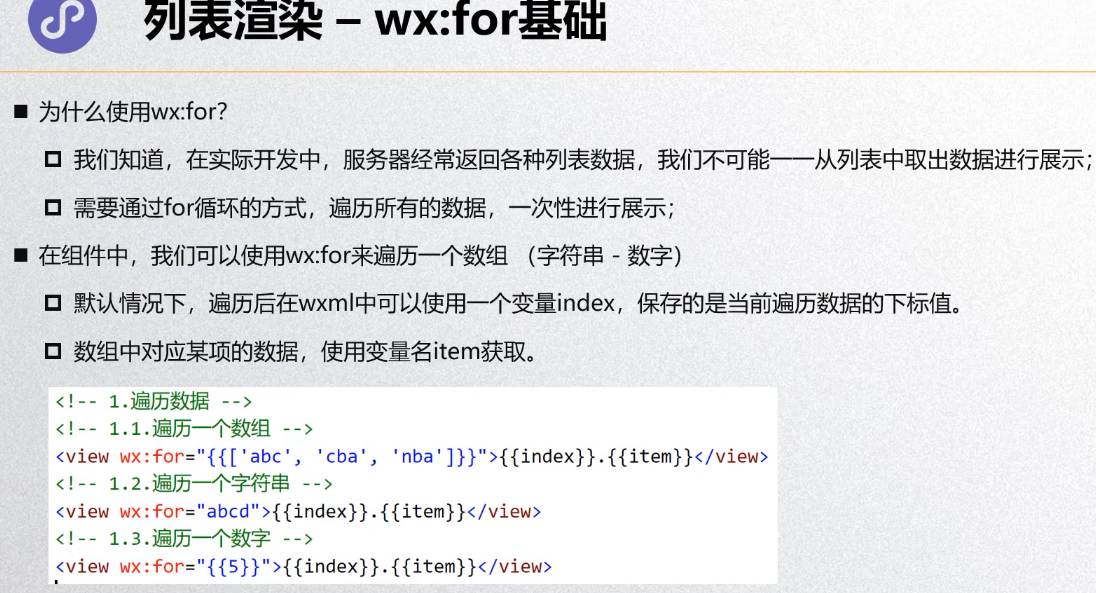 列表渲染 – wx:for基础
为什么使用wx:for?
我们知道，在实际开发中，服务器经常返回各种列表数据，我们不可能一一从列表中取出数据进行展示；
需要通过for循环的方式，遍历所有的数据，一次性进行展示；
在组件中，我们可以使用wx:for来遍历一个数组 （字符串 - 数字）
默认情况下，遍历后在wxml中可以使用一个变量index，保存的是当前遍历数据的下标值。
数组中对应某项的数据，使用变量名item获取。
<!-- 1.遍历数据 -->
<!-- 1.1.遍历一个数组 -->
<view wx:for="{{['abc', 'cba', 'nba']}}">{{index}}.{{item}}</view>
<!-- 1.2.遍历一个字符串 -->
<view wx:for="abcd">{{index}}.{{item}}</view>
<!-- 1.3.遍历一个数字 -->
<view wx:for="{{5}}">{{index}}.{{item}}</view>